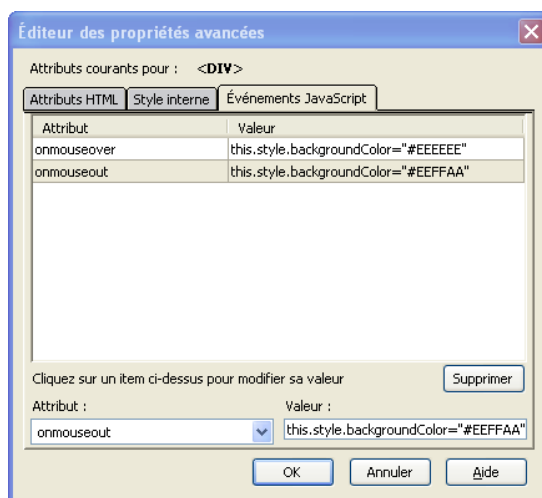 Éditeur des propriétés avancées
Attributs courants pour : <DIV>
Attributs HTML Style interne Événements JavaScript
Attribut Valeur
onmouseover this.style.backgroundColor="#EEEEEE"
onmouseout this.style.backgroundColor="#EEFFAA"
Cliquez sur un item ci-dessus pour modifier sa valeur Supprimer
Attribut : Valeur :
onmouseout this.style.backgroundColor="#EEFFAA"
OK Annuler Aide